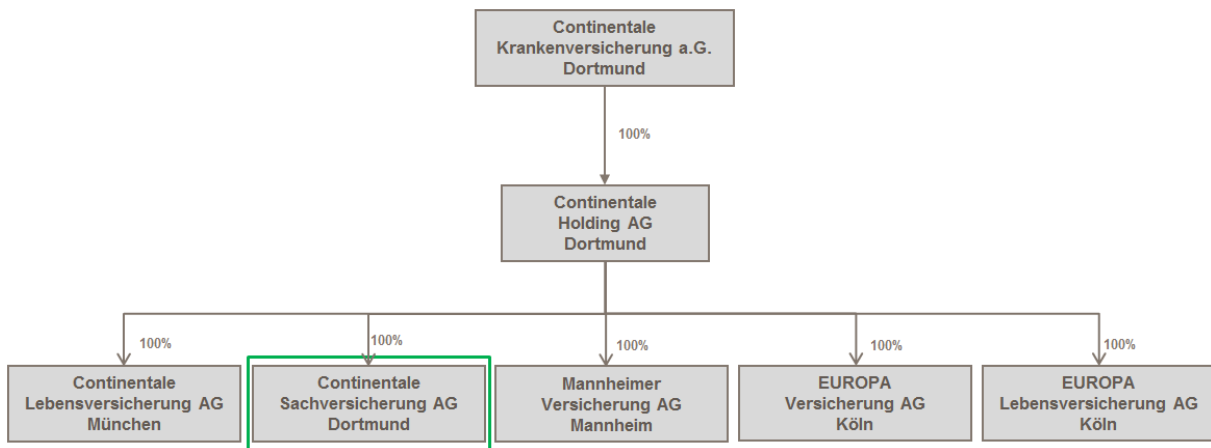 Continentale
Krankenversicherung a.G.
Dortmund
100%
Continentale
Holding AG
Dortmund
100%
100%
100%
100%
100%
Continentale
Lebensversicherung AG
München
Continentale
Sachversicherung AG
Dortmund
Mannheimer
Versicherung AG
Mannheim
EUROPA
Versicherung AG
Köln
EUROPA
Lebensversicherung AG
Köln